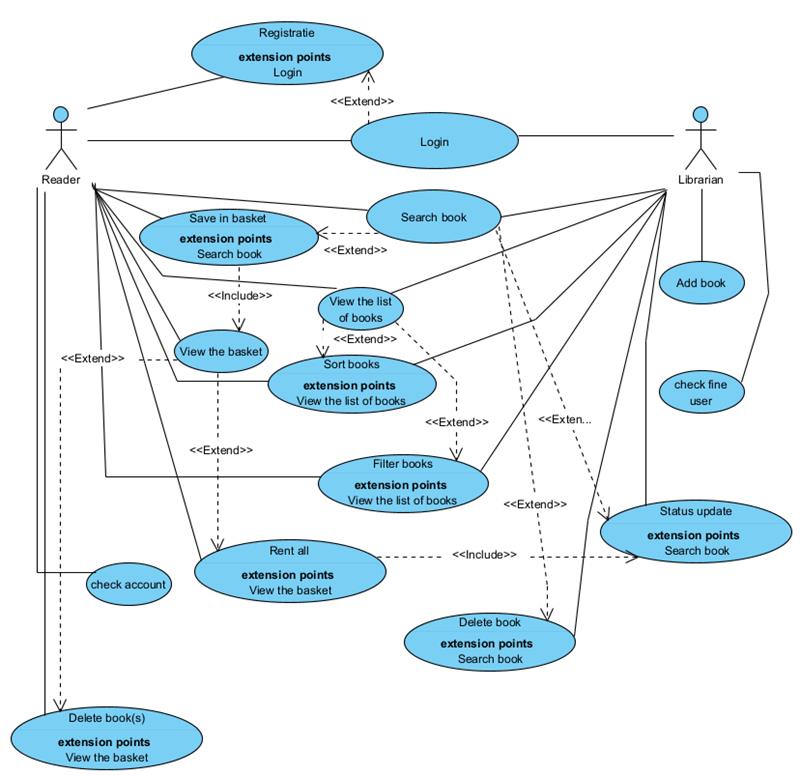 Registratie
extension points
Login
<<Extend>>
Login
Reader
Librarian
Save in basket
extension points
Search book
Search book
<<Extend>>
Add book
<<Include>>
View the list
of books
<<Extend>>
View the basket
<<Extend>>
Sort books
extension points
View the list of books
check fine
user
<<Extend>>
<<Exten...
<<Extend>>
Filter books
extension points
View the list of books
<<Extend>>
Status update
extension points
Search book
Rent all
extension points
View the basket
<<Include>>
check account
Delete book
extension points
Search book
Delete book(s)
extension points
View the basket